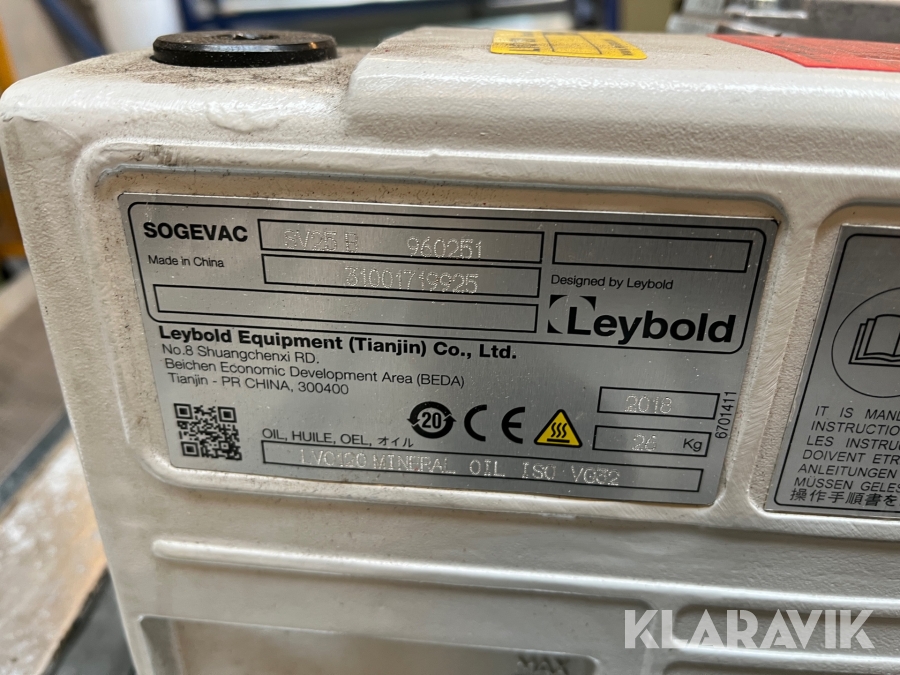 SOGEVAC SV25 B 960251
Made in China 31001719925
Designed by Leybold
Leybold
Leybold Equipment (Tianjin) Co., Ltd.
No.8 Shuangchenxi RD.
Beichen Economic Development Area (BEDA)
Tianjin - PR CHINA, 300400
20 CE 2018
26 Kg
6701411
OIL, HUILE, OEL, オイル
LVO100 MINERAL OIL ISO VG32
IT IS MAN
INSTRUCTION
LES INSTRU
DOIVENT ETR
ANLEITUNGEN
MÜSSEN GELES
操作手順書を
MAX
KLARAVIK